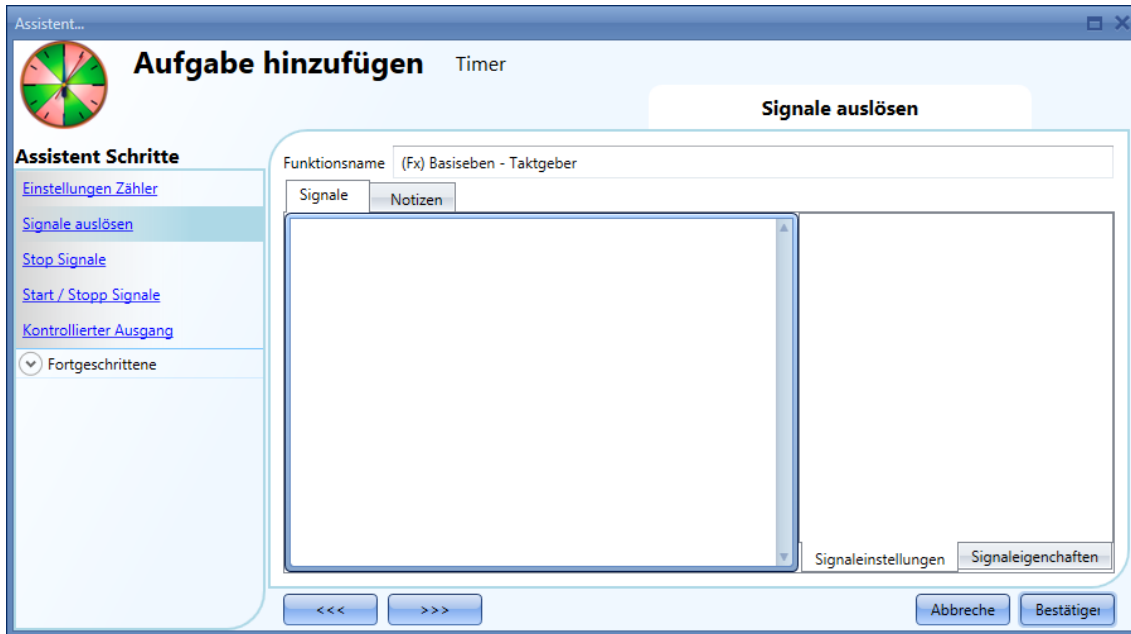 Assistent...
Aufgabe hinzufügen Timer
Signale auslösen
Assistent Schritte
Einstellungen Zähler
Signale auslösen
Stop Signale
Start / Stopp Signale
Kontrollierter Ausgang
Fortgeschrittene
Funktionsname (Fx) Basiseben - Taktgeber
Signale Notizen
Signaleinstellungen Signaleigenchaften
<<< >>> Abbreche Bestätiger